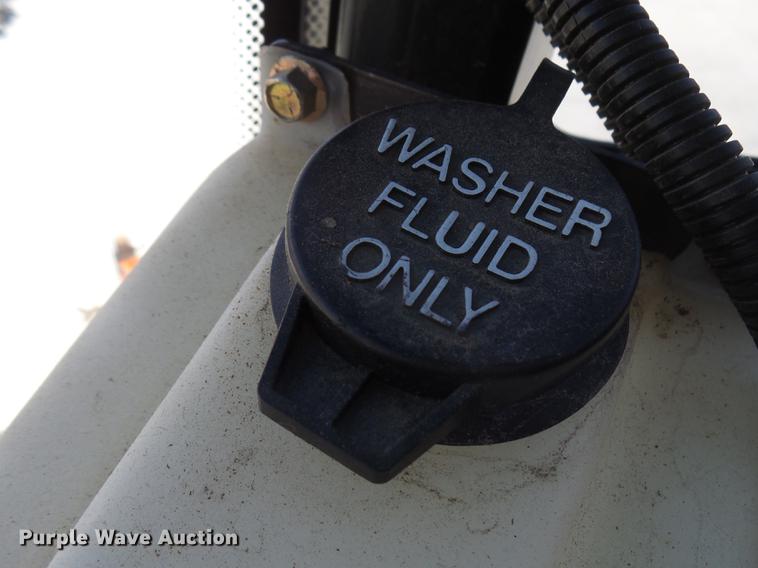 WASHER
FLUID
ONLY
Purple Wave Auction